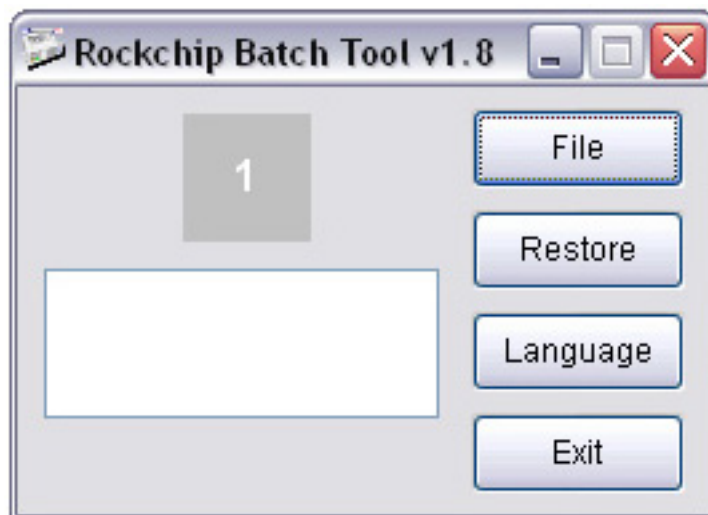 Rockchip Batch Tool v1.8
1
File
Restore
Language
Exit